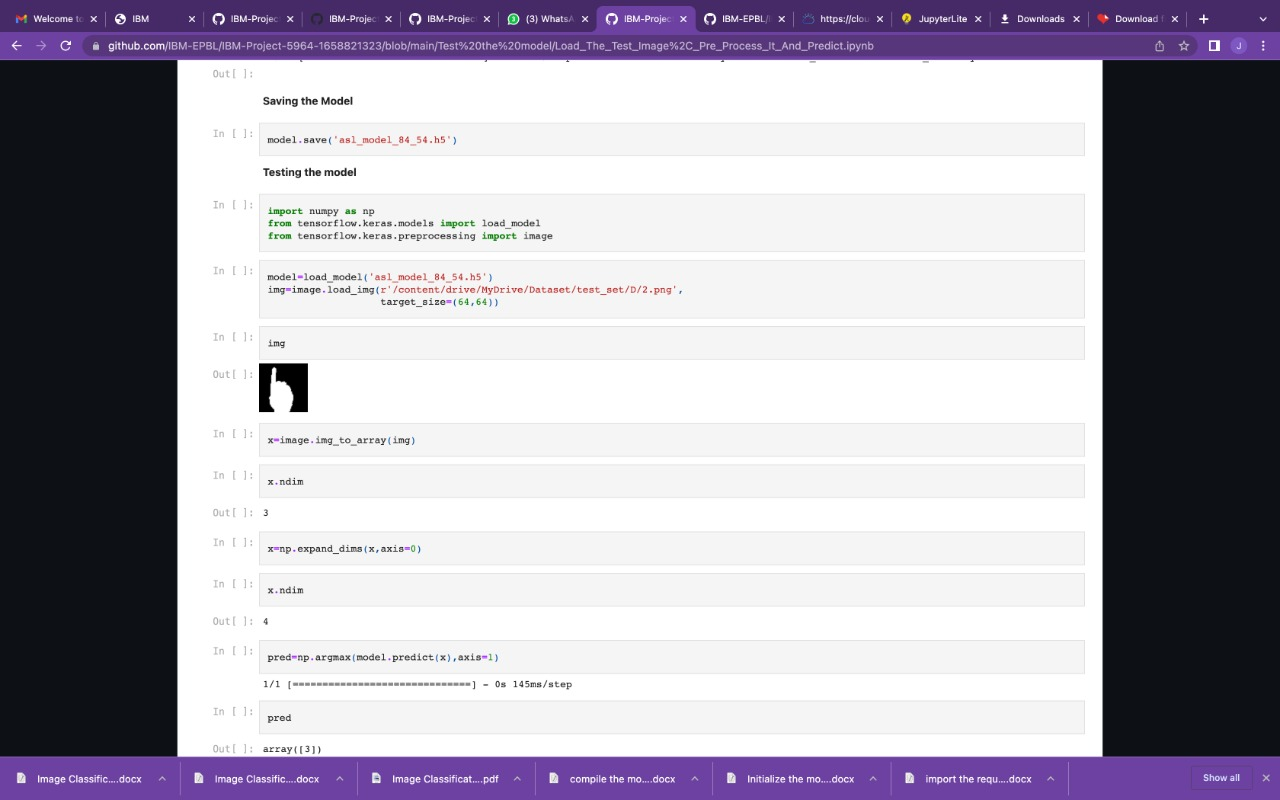 Welcome to
IBM
IBM-Projec
IBM-Projec
IBM-Projec
(3) WhatsA
IBM-Projec
IBM-EPBL/I
https://clou
JupyterLite
Downloads
Download f
github.com/IBM-EPBL/IBM-Project-5964-1658821323/blob/main/Test%20the%20model/Load_The_Test_Image%2C_Pre_Process_It_And_Predict.ipynb
J
Out[ ]:
Saving the Model
In [ ]: model.save('asl_model_84_54.h5')
Testing the model
In [ ]: import numpy as np
from tensorflow.keras.models import load_model
from tensorflow.keras.preprocessing import image
In [ ]: model=load_model('asl_model_84_54.h5')
img=image.load_img(r'/content/drive/MyDrive/Dataset/test_set/D/2.png',
target_size=(64,64))
In [ ]: img
Out[ ]:
In [ ]: x=image.img_to_array(img)
In [ ]: x.ndim
Out[ ]: 3
In [ ]: x=np.expand_dims(x,axis=0)
In [ ]: x.ndim
Out[ ]: 4
In [ ]: pred=np.argmax(model.predict(x),axis=1)
1/1 [==============================] - 0s 145ms/step
In [ ]: pred
Out[ ]: array([3])
Image Classific....docx
Image Classific....docx
Image Classificat....pdf
compile the mo....docx
Initialize the mo....docx
import the requ....docx
Show all